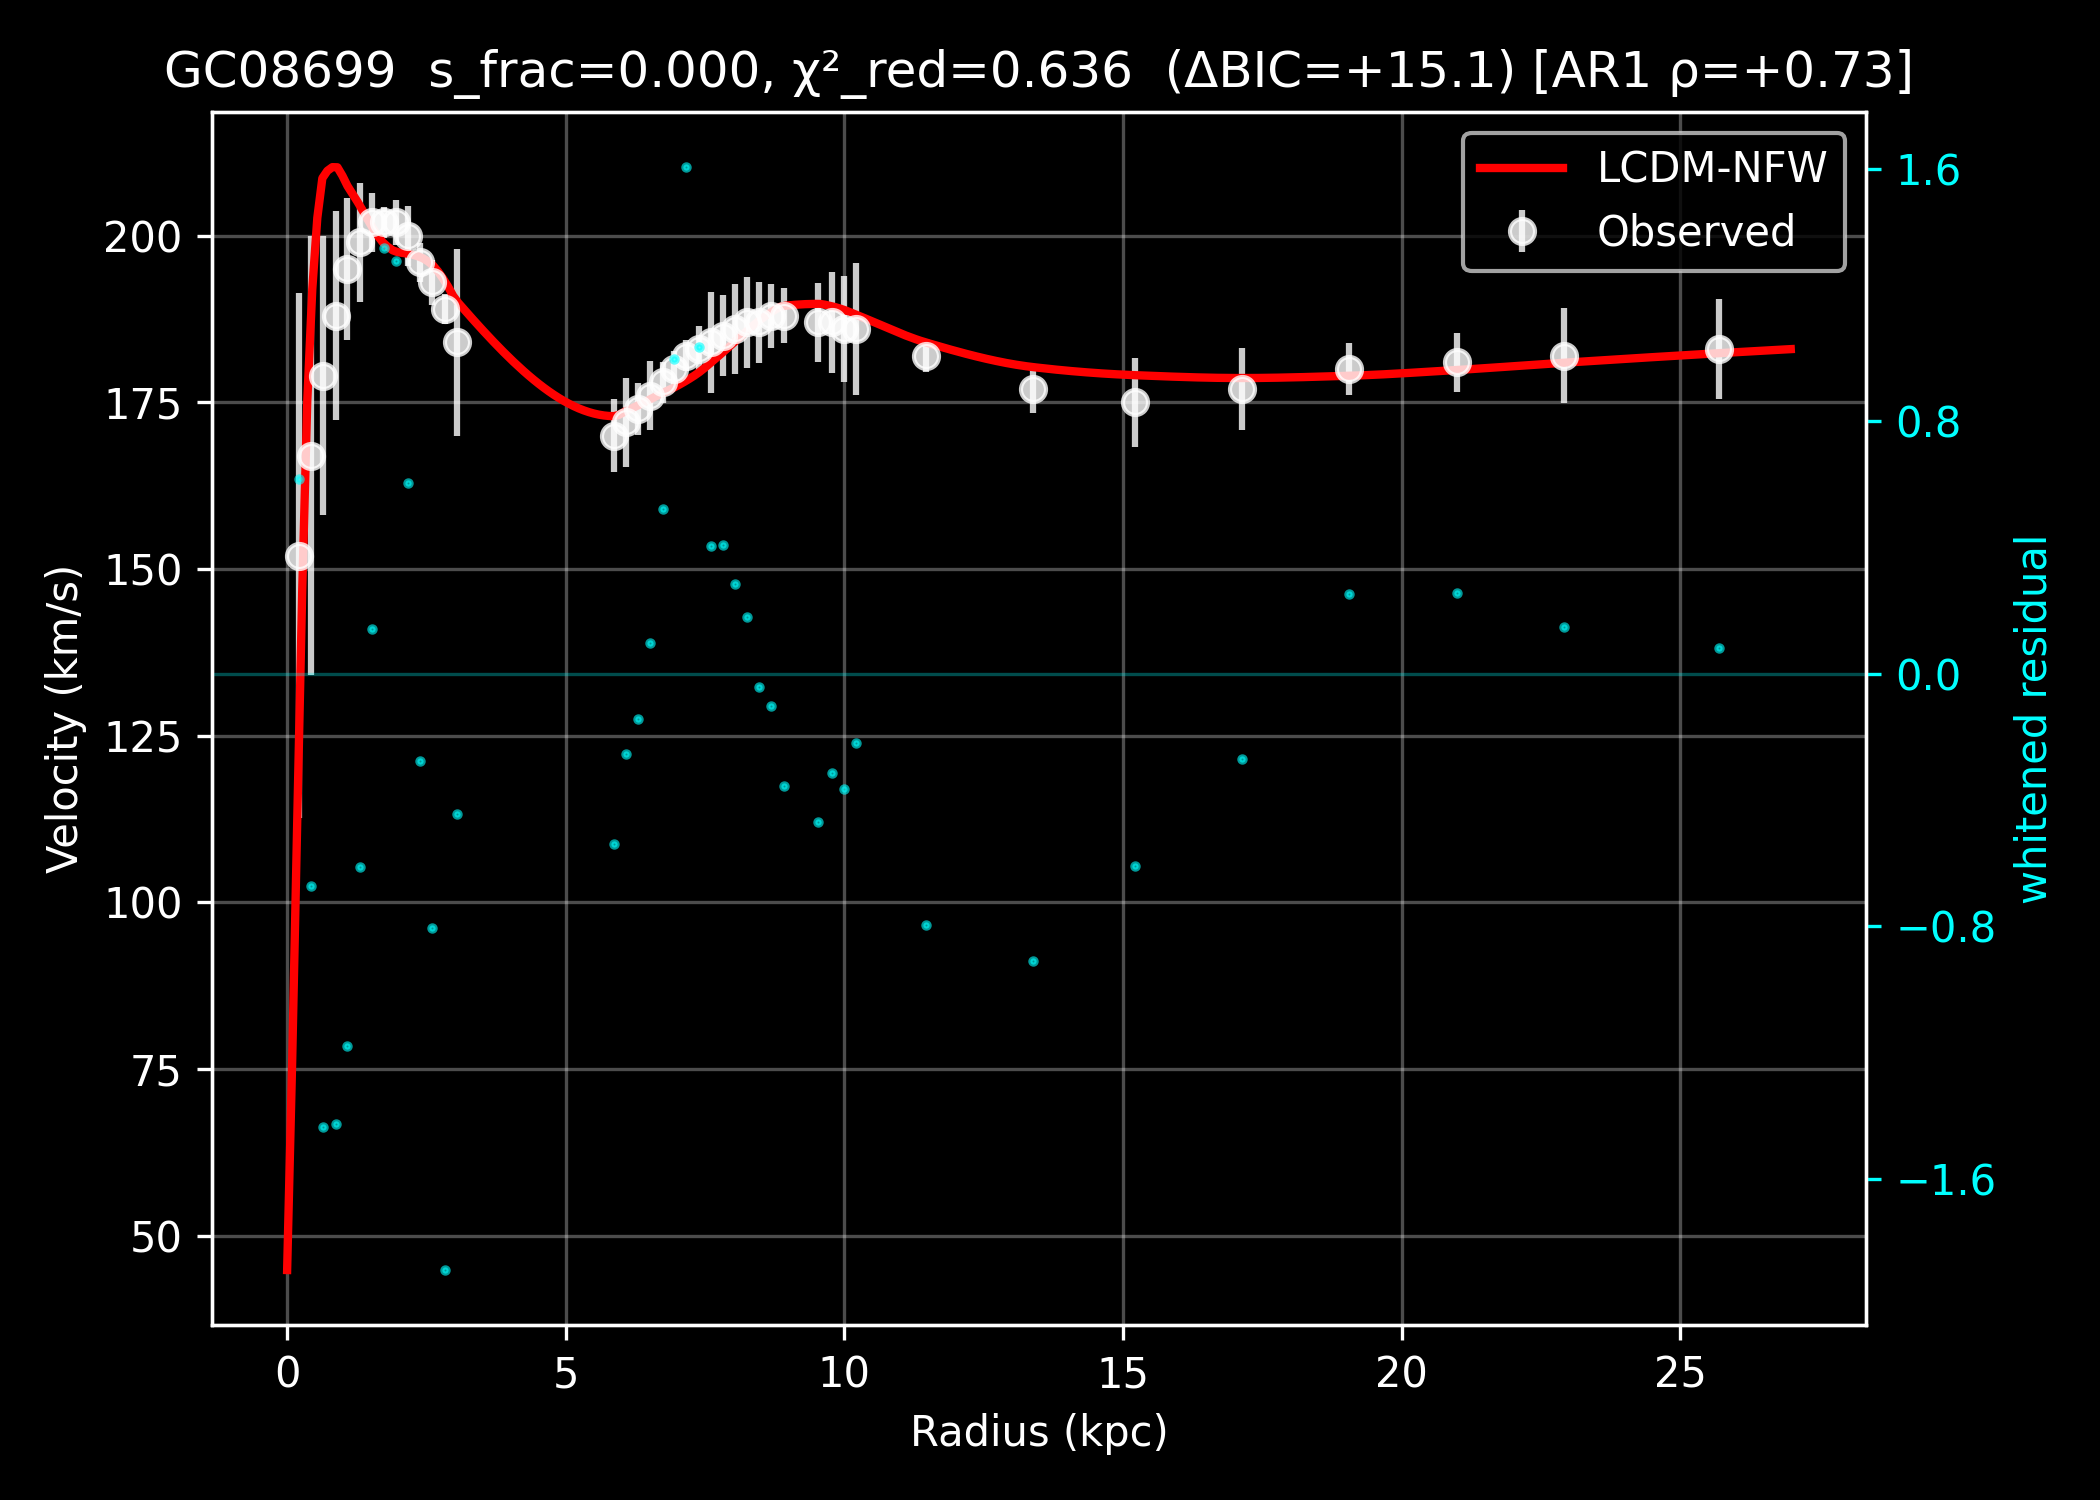 GC08699 s_frac=0.000, χ²_red=0.636 (ΔBIC=+15.1) [AR1 ρ=+0.73]
LCDM-NFW
Observed
200
175
150
125
100
75
50
Velocity (km/s)
1.6
0.8
0.0
−0.8
−1.6
whitened residual
0 5 10 15 20 25
Radius (kpc)